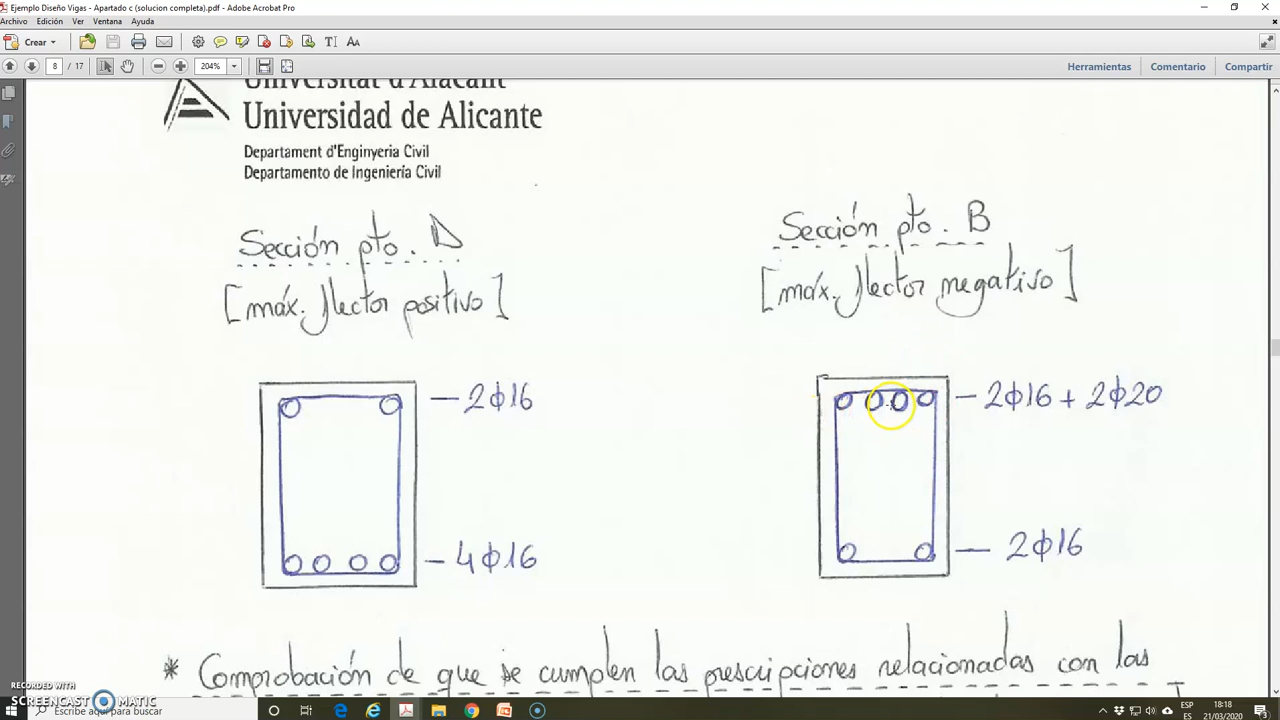 Ejemplo Diseño Vigas - Apartado c (solucion completa).pdf - Adobe Acrobat Pro
Archivo Edición Ver Ventana Ayuda
Crear
8 / 17 204% Herramientas Comentario Compartir
Universitat d'Alacant
Universidad de Alicante
Departament d'Enginyeria Civil
Departamento de Ingeniería Civil
Sección pto. D
[máx. flector positivo]
Sección pto. B
[máx. flector negativo]
— 2ϕ16
— 4ϕ16
— 2ϕ16 + 2ϕ20
— 2ϕ16
* Comprobación de que se cumplen las prescripciones relacionadas con las
RECORDED WITH
SCREENCAST MATIC
Escribe aquí para buscar
ESP
ES
18:18
21/03/2020